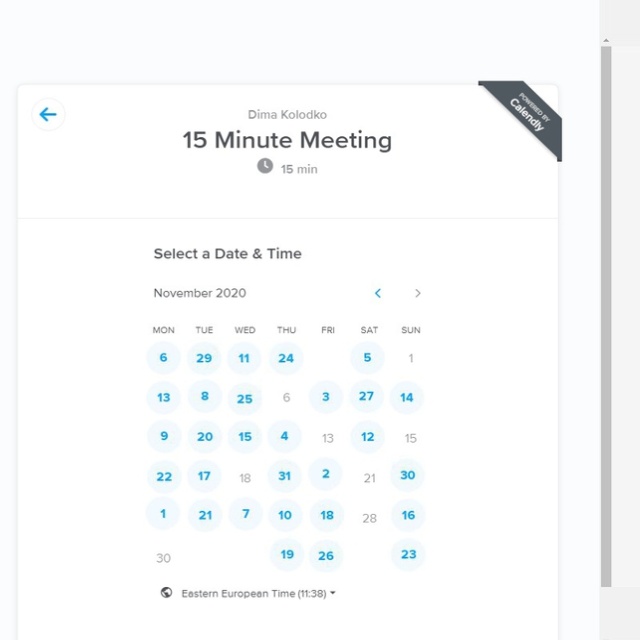 POWERED BY
Calendly
Dima Kolodko
15 Minute Meeting
15 min
Select a Date & Time
November 2020
MON TUE WED THU FRI SAT SUN
6 29 11 24 5 1
13 8 25 6 3 27 14
9 20 15 4 13 12 15
22 17 18 31 2 21 30
1 21 7 10 18 28 16
30 19 26 23
Eastern European Time (11:38)